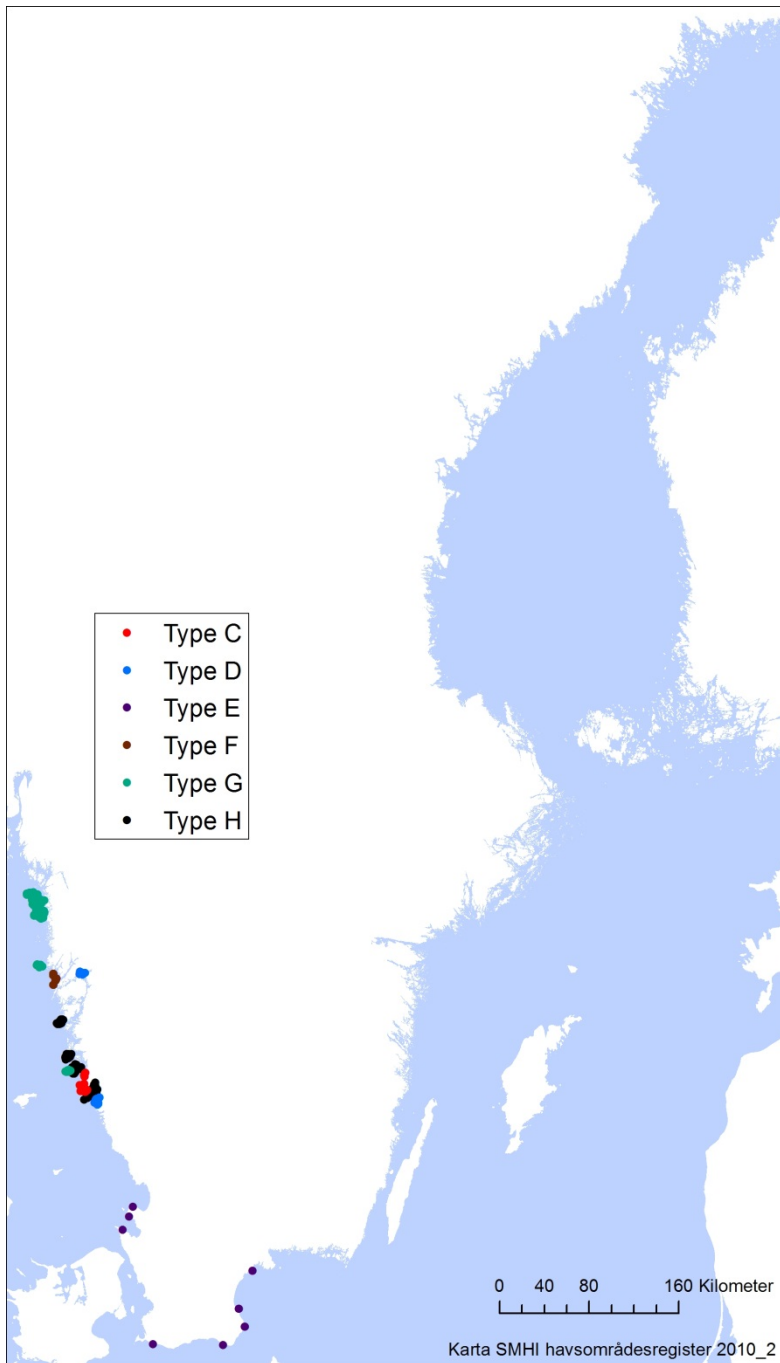 Type C
Type D
Type E
Type F
Type G
Type H
0 40 80 160 Kilometer
Karta SMHI havsområdesregister 2010_2